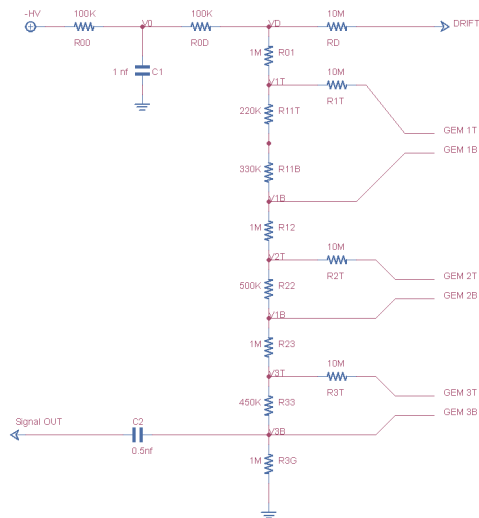 -HV
100K
R00
V0
100K
R0D
VD
10M
RD
DRIFT
1M
R01
1 nf
C1
V1T
10M
R1T
220K
R11T
GEM 1T
GEM 1B
330K
R11B
V1B
1M
R12
V2T
10M
R2T
500K
R22
GEM 2T
GEM 2B
V1B
1M
R23
V3T
10M
R3T
450K
R33
GEM 3T
GEM 3B
Signal OUT
C2
0.5nf
V3B
1M
R3G